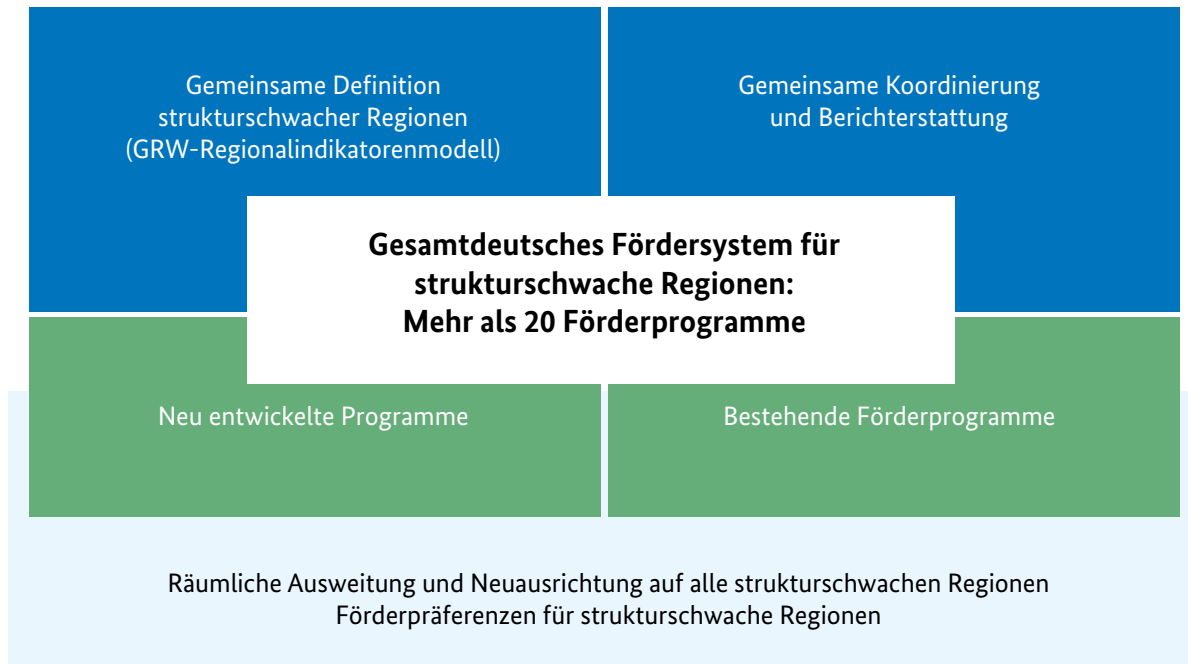 Gemeinsame Definition
strukturschwacher Regionen
(GRW-Regionalindikatorenmodell)
Gemeinsame Koordinierung
und Berichterstattung
Gesamtdeutsches Fördersystem für
strukturschwache Regionen:
Mehr als 20 Förderprogramme
Neu entwickelte Programme
Bestehende Förderprogramme
Räumliche Ausweitung und Neuausrichtung auf alle strukturschwachen Regionen
Förderpräferenzen für strukturschwache Regionen